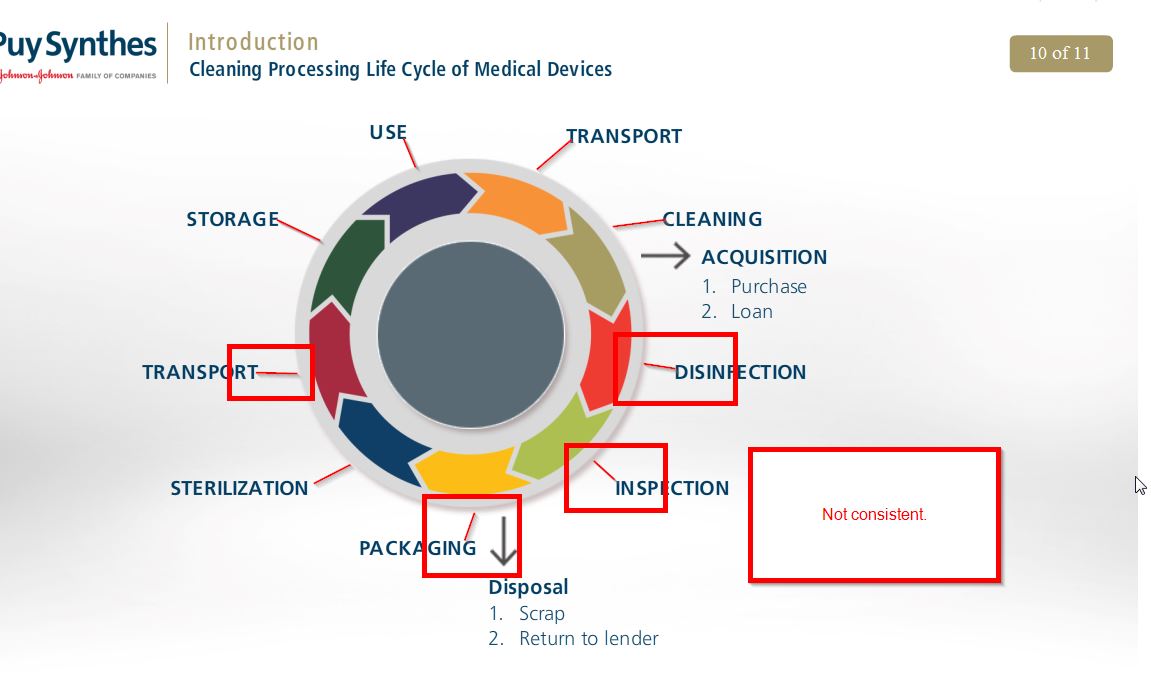 Puy Synthes
Johnson & Johnson FAMILY OF COMPANIES
Introduction
Cleaning Processing Life Cycle of Medical Devices
10 of 11
USE
TRANSPORT
STORAGE
CLEANING
ACQUISITION
1. Purchase
2. Loan
TRANSPORT
DISINFECTION
STERILIZATION
INSPECTION
Not consistent.
PACKAGING
Disposal
1. Scrap
2. Return to lender